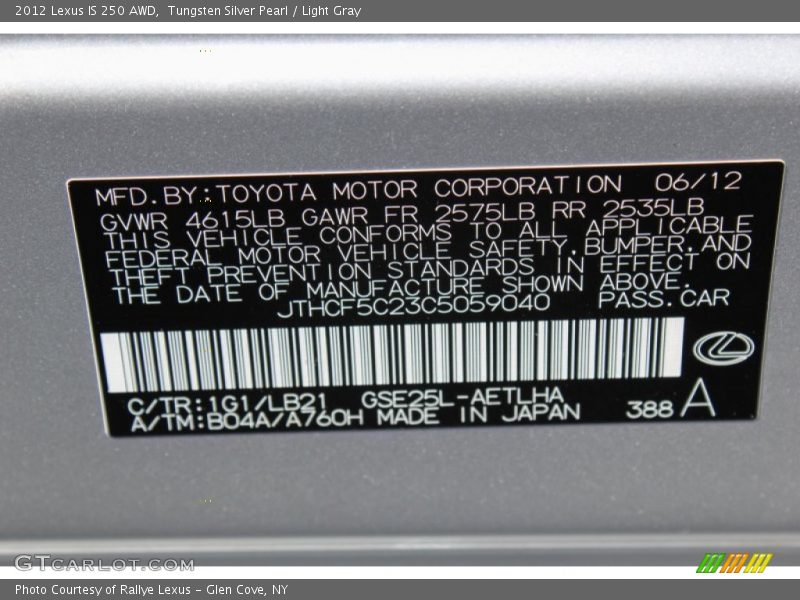 2012 Lexus IS 250 AWD,  Tungsten Silver Pearl / Light Gray
MFD.BY:TOYOTA MOTOR CORPORATION 06/12
GVWR 4615LB GAWR FR 2575LB RR 2535LB
THIS VEHICLE CONFORMS TO ALL APPLICABLE
FEDERAL MOTOR VEHICLE SAFETY,BUMPER,AND
THEFT PREVENTION STANDARDS IN EFFECT ON
THE DATE OF MANUFACTURE SHOWN ABOVE.
JTHCF5C23C5059040 PASS.CAR
C/TR:1G1/LB21 GSE25L-AETLHA
A/TM:B04A/A760H MADE IN JAPAN 388 A
GTCARLOT.COM
Photo Courtesy of Rallye Lexus - Glen Cove, NY